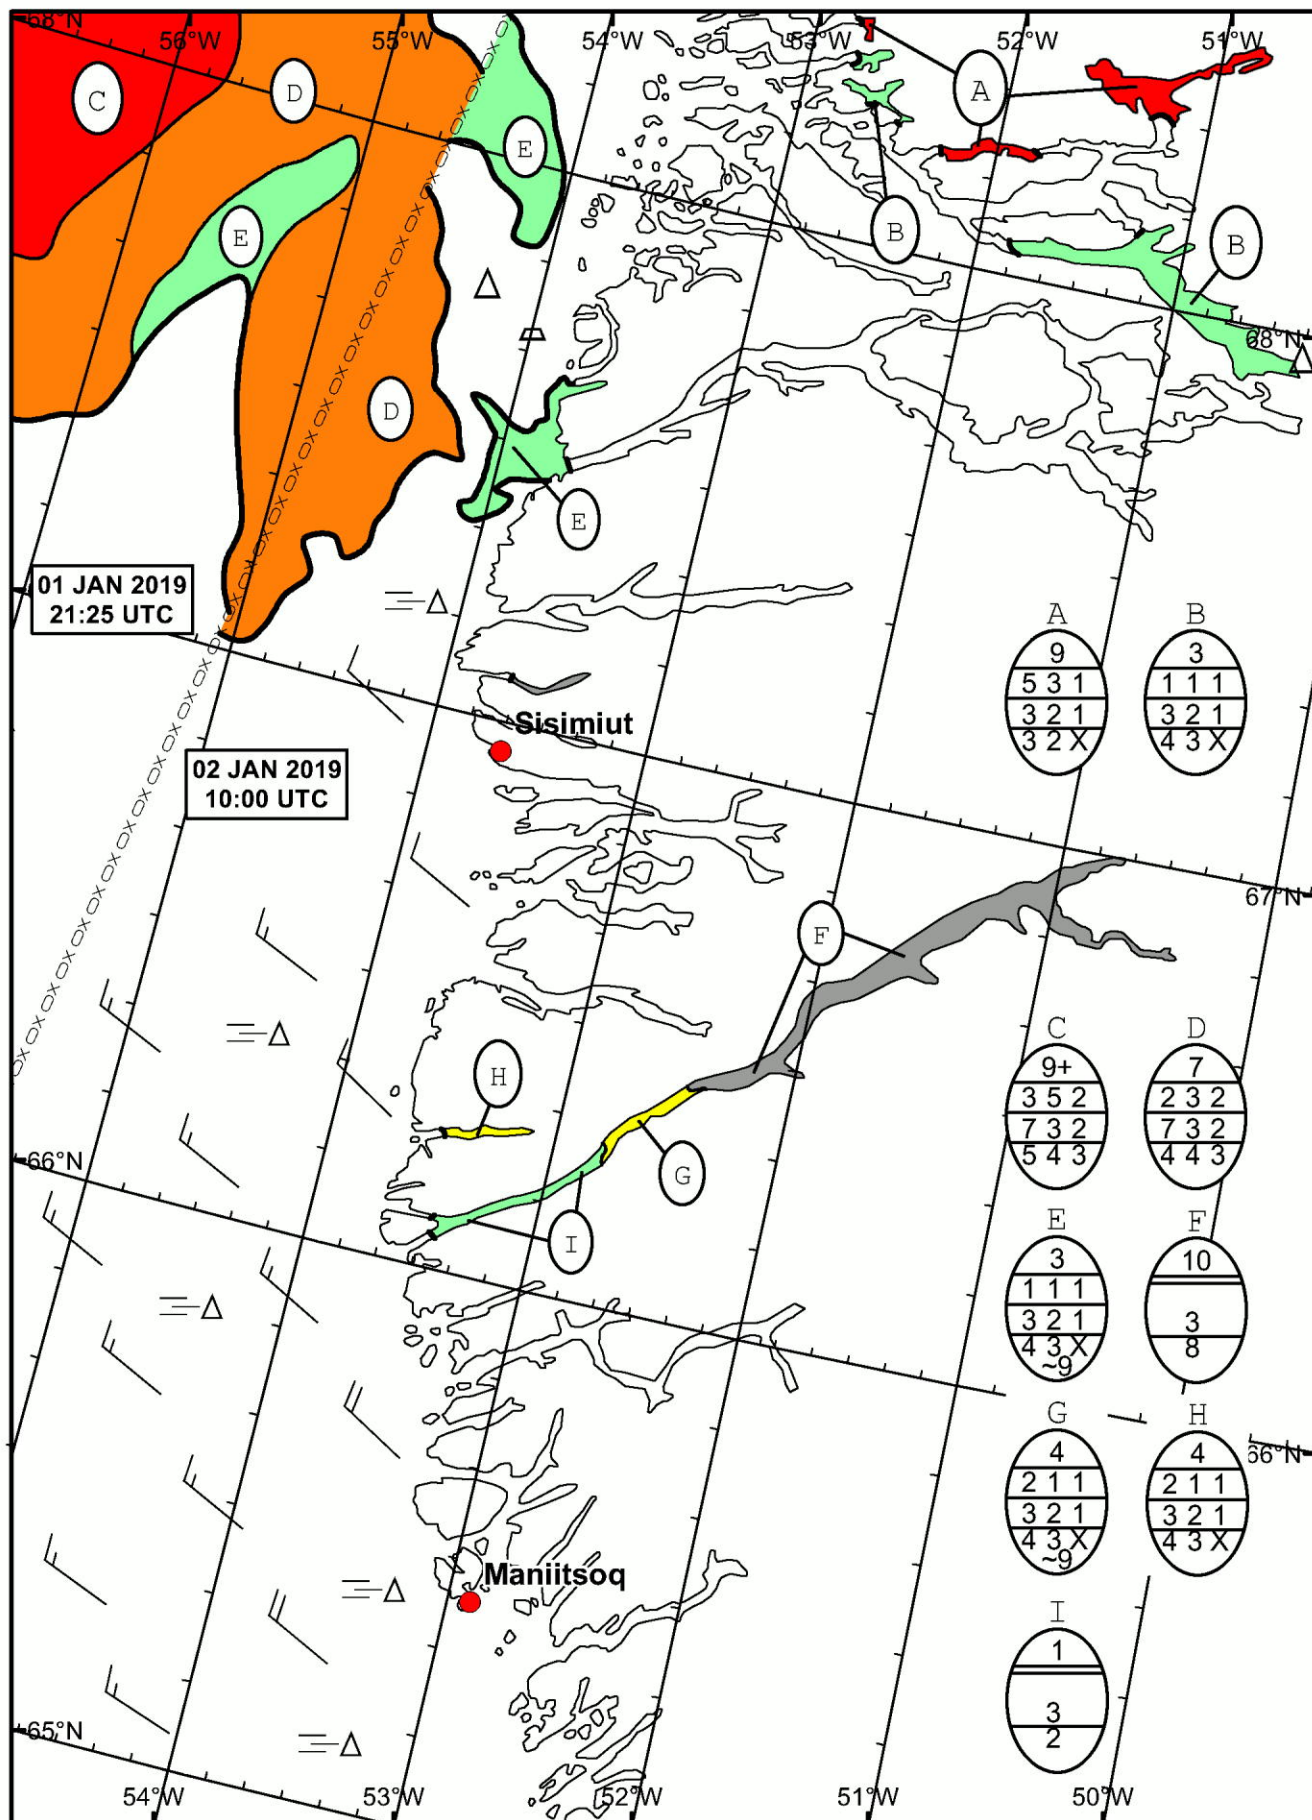 68°N
56°W
55°W
54°W
53°W
52°W
51°W
C
D
A
E
E
B
B
68°N
D
E
01 JAN 2019
21:25 UTC
A
B
9
3
5 3 1
1 1 1
3 2 1
3 2 1
3 2 X
4 3 X
Sisimiut
02 JAN 2019
10:00 UTC
67°N
F
H
C
D
9+
7
3 5 2
2 3 2
7 3 2
7 3 2
5 4 3
4 4 3
66°N
G
I
E
F
3
10
1 1 1
3 2 1
3
4 3 X
8
~9
G
H
66°N
4
4
2 1 1
2 1 1
3 2 1
3 2 1
4 3 X
4 3 X
~9
Maniitsoq
I
1
3
2
65°N
54°W
53°W
52°W
51°W
50°W